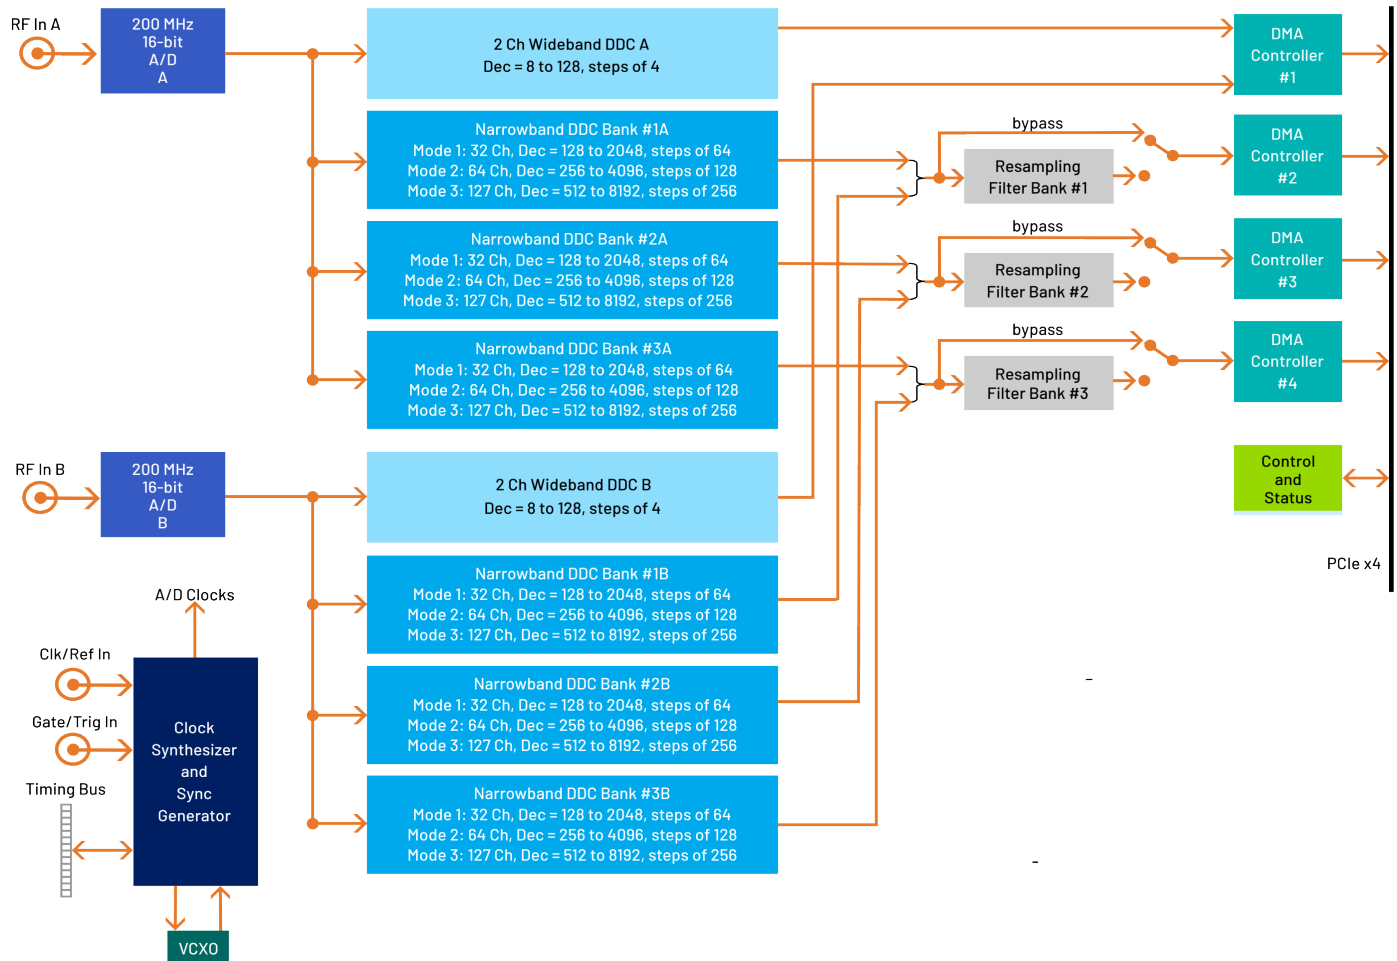 RF In A
200 MHz
16-bit
A/D
A
2 Ch Wideband DDC A
Dec = 8 to 128, steps of 4
DMA
Controller
#1
Narrowband DDC Bank #1A
Mode 1: 32 Ch, Dec = 128 to 2048, steps of 64
Mode 2: 64 Ch, Dec = 256 to 4096, steps of 128
Mode 3: 127 Ch, Dec = 512 to 8192, steps of 256
bypass
Resampling
Filter Bank #1
DMA
Controller
#2
Narrowband DDC Bank #2A
Mode 1: 32 Ch, Dec = 128 to 2048, steps of 64
Mode 2: 64 Ch, Dec = 256 to 4096, steps of 128
Mode 3: 127 Ch, Dec = 512 to 8192, steps of 256
bypass
Resampling
Filter Bank #2
DMA
Controller
#3
Narrowband DDC Bank #3A
Mode 1: 32 Ch, Dec = 128 to 2048, steps of 64
Mode 2: 64 Ch, Dec = 256 to 4096, steps of 128
Mode 3: 127 Ch, Dec = 512 to 8192, steps of 256
bypass
Resampling
Filter Bank #3
DMA
Controller
#4
RF In B
200 MHz
16-bit
A/D
B
2 Ch Wideband DDC B
Dec = 8 to 128, steps of 4
Control
and
Status
PCIe x4
Narrowband DDC Bank #1B
Mode 1: 32 Ch, Dec = 128 to 2048, steps of 64
Mode 2: 64 Ch, Dec = 256 to 4096, steps of 128
Mode 3: 127 Ch, Dec = 512 to 8192, steps of 256
Narrowband DDC Bank #2B
Mode 1: 32 Ch, Dec = 128 to 2048, steps of 64
Mode 2: 64 Ch, Dec = 256 to 4096, steps of 128
Mode 3: 127 Ch, Dec = 512 to 8192, steps of 256
Narrowband DDC Bank #3B
Mode 1: 32 Ch, Dec = 128 to 2048, steps of 64
Mode 2: 64 Ch, Dec = 256 to 4096, steps of 128
Mode 3: 127 Ch, Dec = 512 to 8192, steps of 256
A/D Clocks
Clk/Ref In
Gate/Trig In
Timing Bus
Clock
Synthesizer
and
Sync
Generator
VCXO